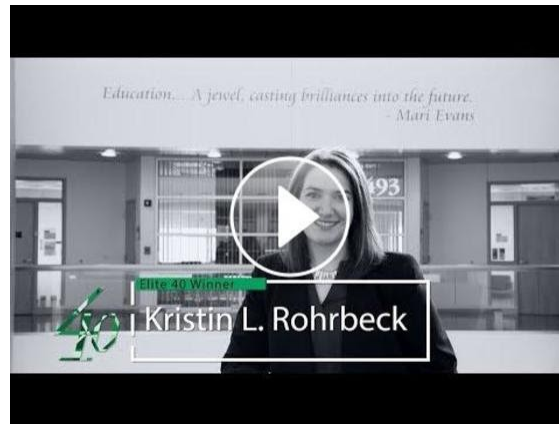 Education... A jewel, casting brilliances into the future.
- Mari Evans
493
Elite 40 Winner
40
Kristin L. Rohrbeck